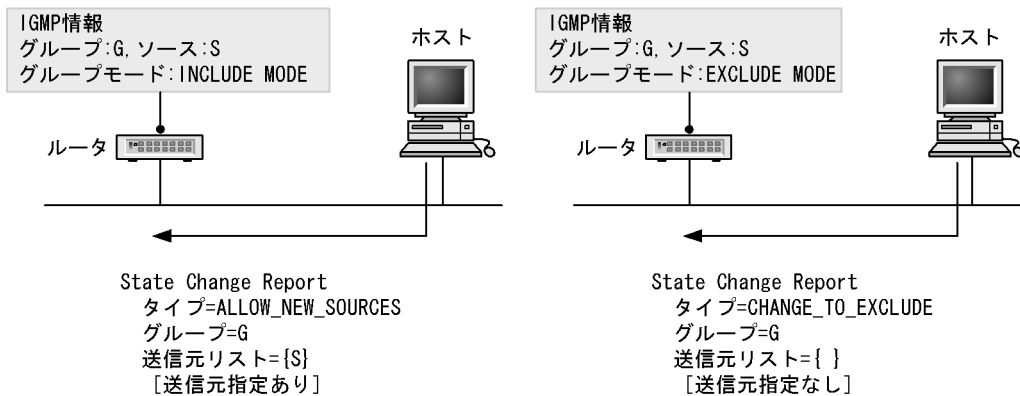 IGMP情報
グループ:G, ソース:S
グループモード:INCLUDE MODE
ホスト
ルータ
State Change Report
タイプ=ALLOW_NEW_SOURCES
グループ=G
送信元リスト={S}
[送信元指定あり]
IGMP情報
グループ:G, ソース:S
グループモード:EXCLUDE MODE
ホスト
ルータ
State Change Report
タイプ=CHANGE_TO_EXCLUDE
グループ=G
送信元リスト={ }
[送信元指定なし]